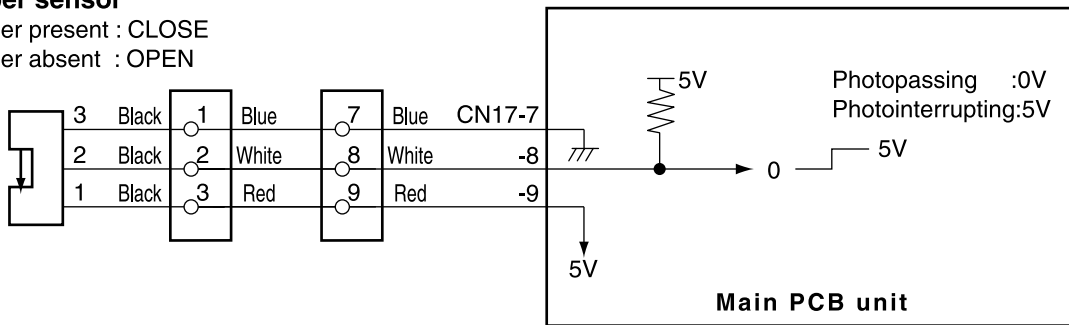 er sensor
er present : CLOSE
er absent : OPEN
3 Black 1 Blue 7 Blue CN17-7
2 Black 2 White 8 White -8
1 Black 3 Red 9 Red -9
5V
5V
Photopassing :0V
Photointerrupting:5V
0 5V
Main PCB unit